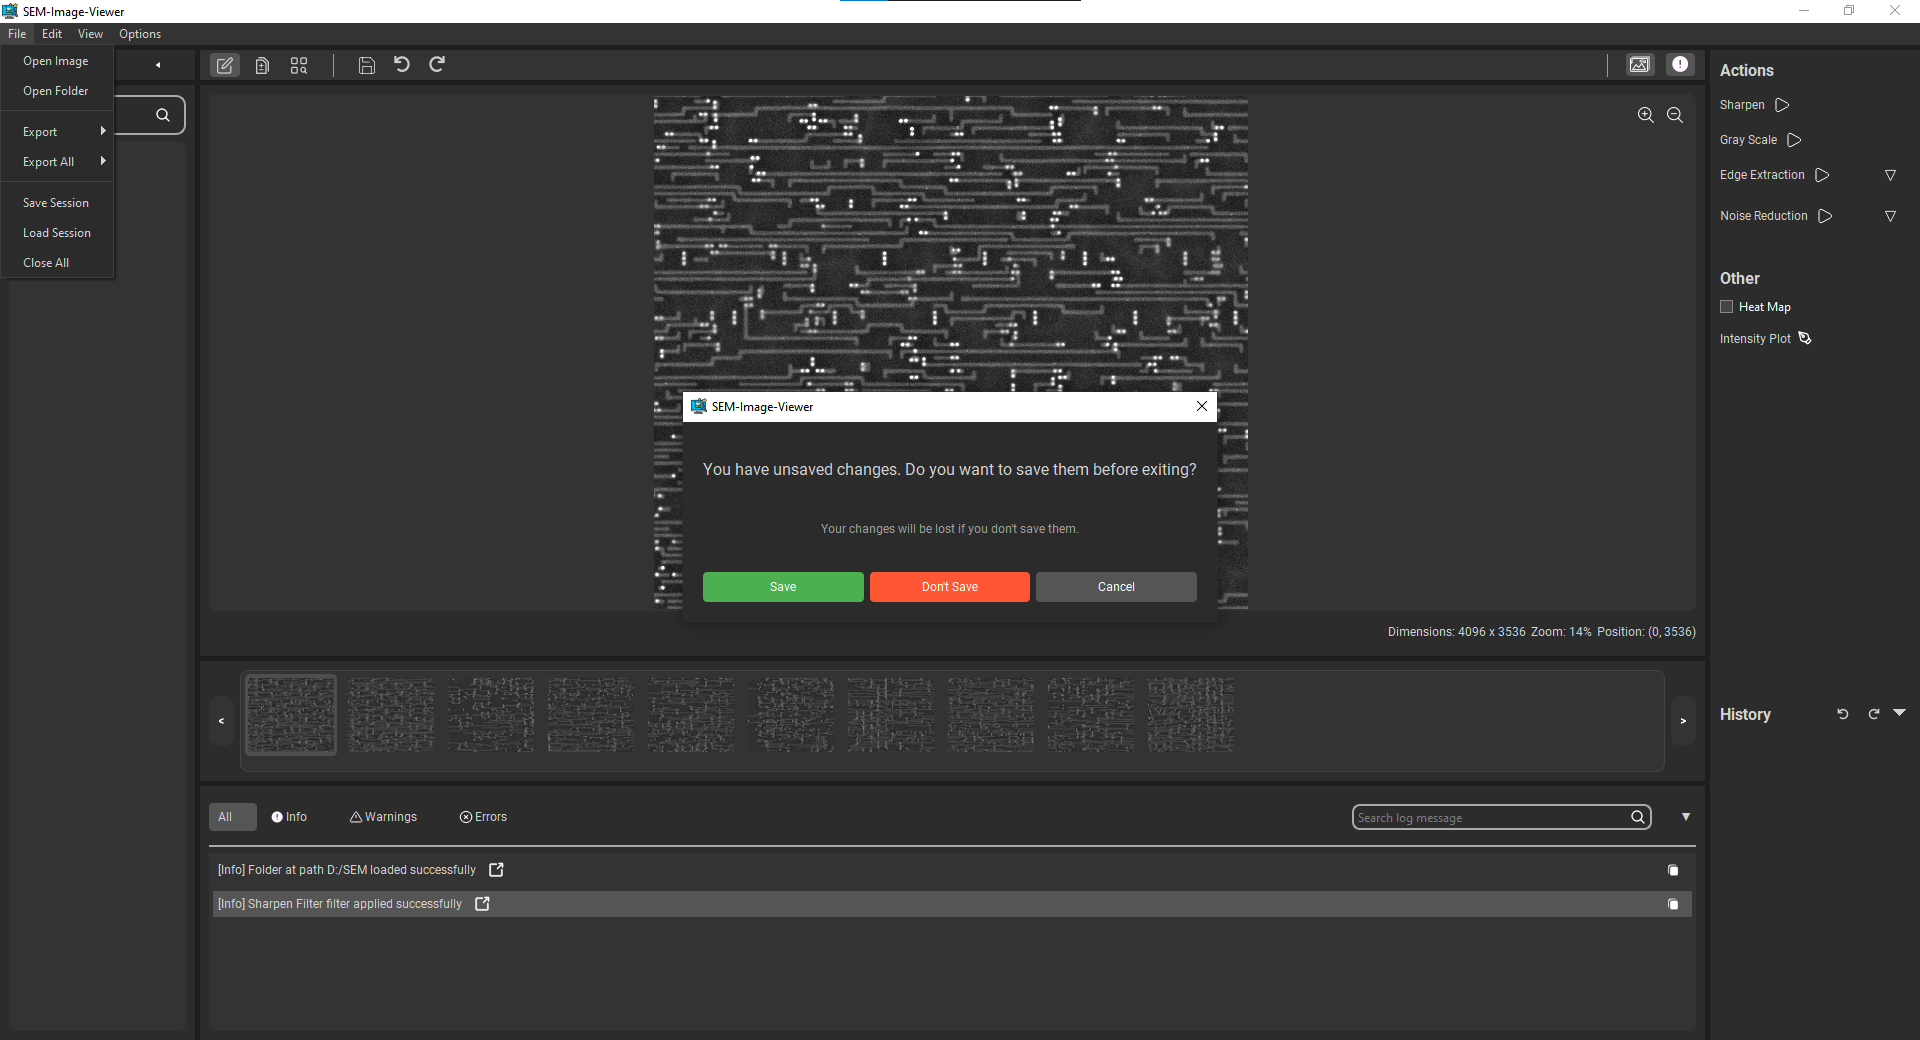 SEM-Image-Viewer
File Edit View Options
Open Image
Open Folder
Export
Export All
Save Session
Load Session
Close All
SEM-Image-Viewer
You have unsaved changes. Do you want to save them before exiting?
Your changes will be lost if you don't save them.
Save Don't Save Cancel
Dimensions: 4096 x 3536 Zoom: 14% Position: (0, 3536)
< >
All Info Warnings Errors
Search log message
[Info] Folder at path D:/SEM loaded successfully
[Info] Sharpen Filter filter applied successfully
Actions
Sharpen
Gray Scale
Edge Extraction
Noise Reduction
Other
Heat Map
Intensity Plot
History